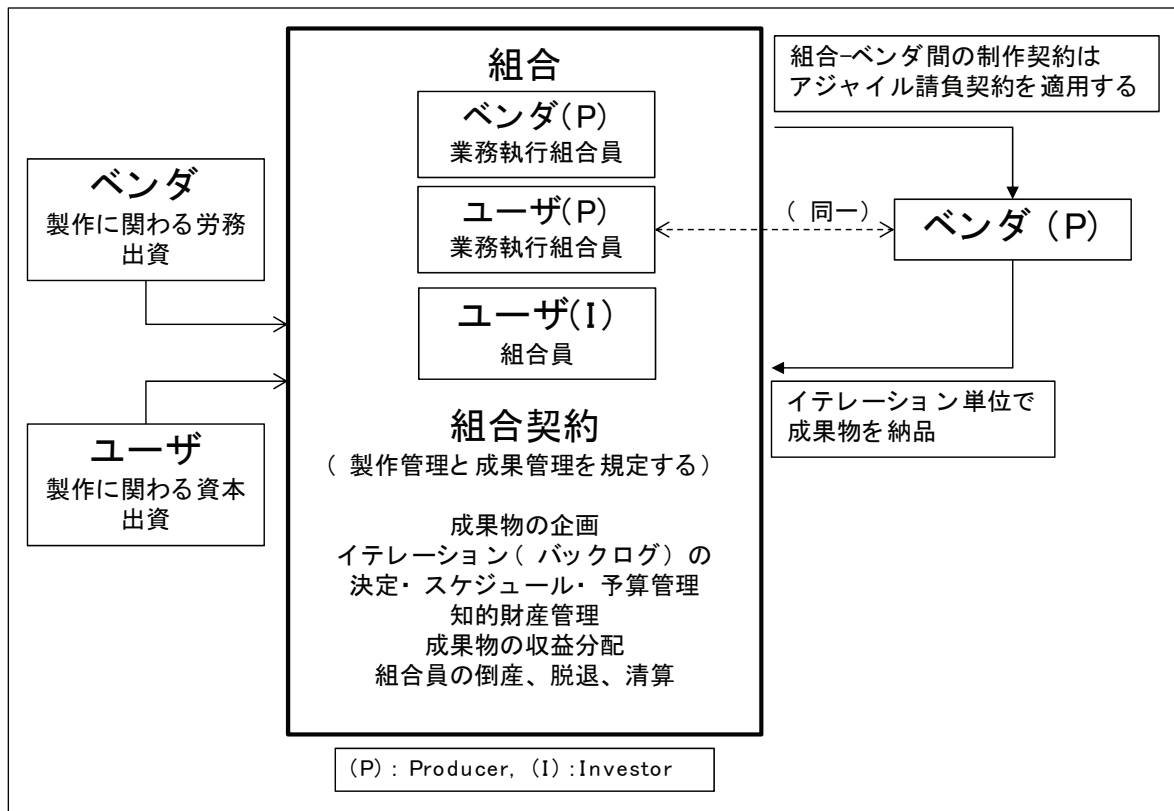 組合
ベンダ(P)
業務執行組合員
ユーザ(P)
業務執行組合員
ユーザ(I)
組合員
組合契約
(製作管理と成果管理を規定する)
成果物の企画
イテレーション(バックログ)の
決定・スケジュール・予算管理
知的財産管理
成果物の収益分配
組合員の倒産、脱退、清算
ベンダ
製作に関わる労務
出資
ユーザ
製作に関わる資本
出資
組合-ベンダ間の制作契約は
アジャイル請負契約を適用する
(同一)
ベンダ(P)
イテレーション単位で
成果物を納品
(P): Producer, (I):Investor